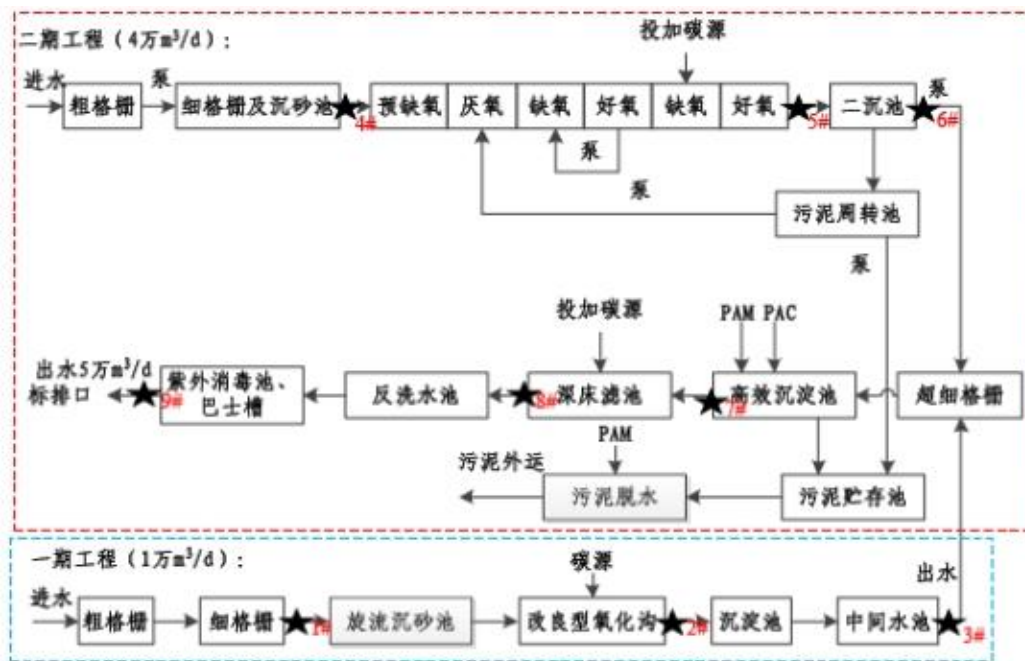 二期工程（4万m³/d）：
进水
粗格栅
泵
细格栅及沉砂池
4#
预缺氧
厌氧
缺氧
好氧
缺氧
好氧
投加碳源
5#
二沉池
泵
6#
泵
泵
污泥周转池
泵
出水5万m³/d
标排口
9#
紫外消毒池、
巴士槽
反洗水池
8#
投加碳源
深床滤池
7#
PAM PAC
高效沉淀池
超细格栅
污泥外运
PAM
污泥脱水
污泥贮存池
一期工程（1万m³/d）：
进水
粗格栅
细格栅
1#
旋流沉砂池
碳源
改良型氧化沟
2#
沉淀池
中间水池
3#
出水